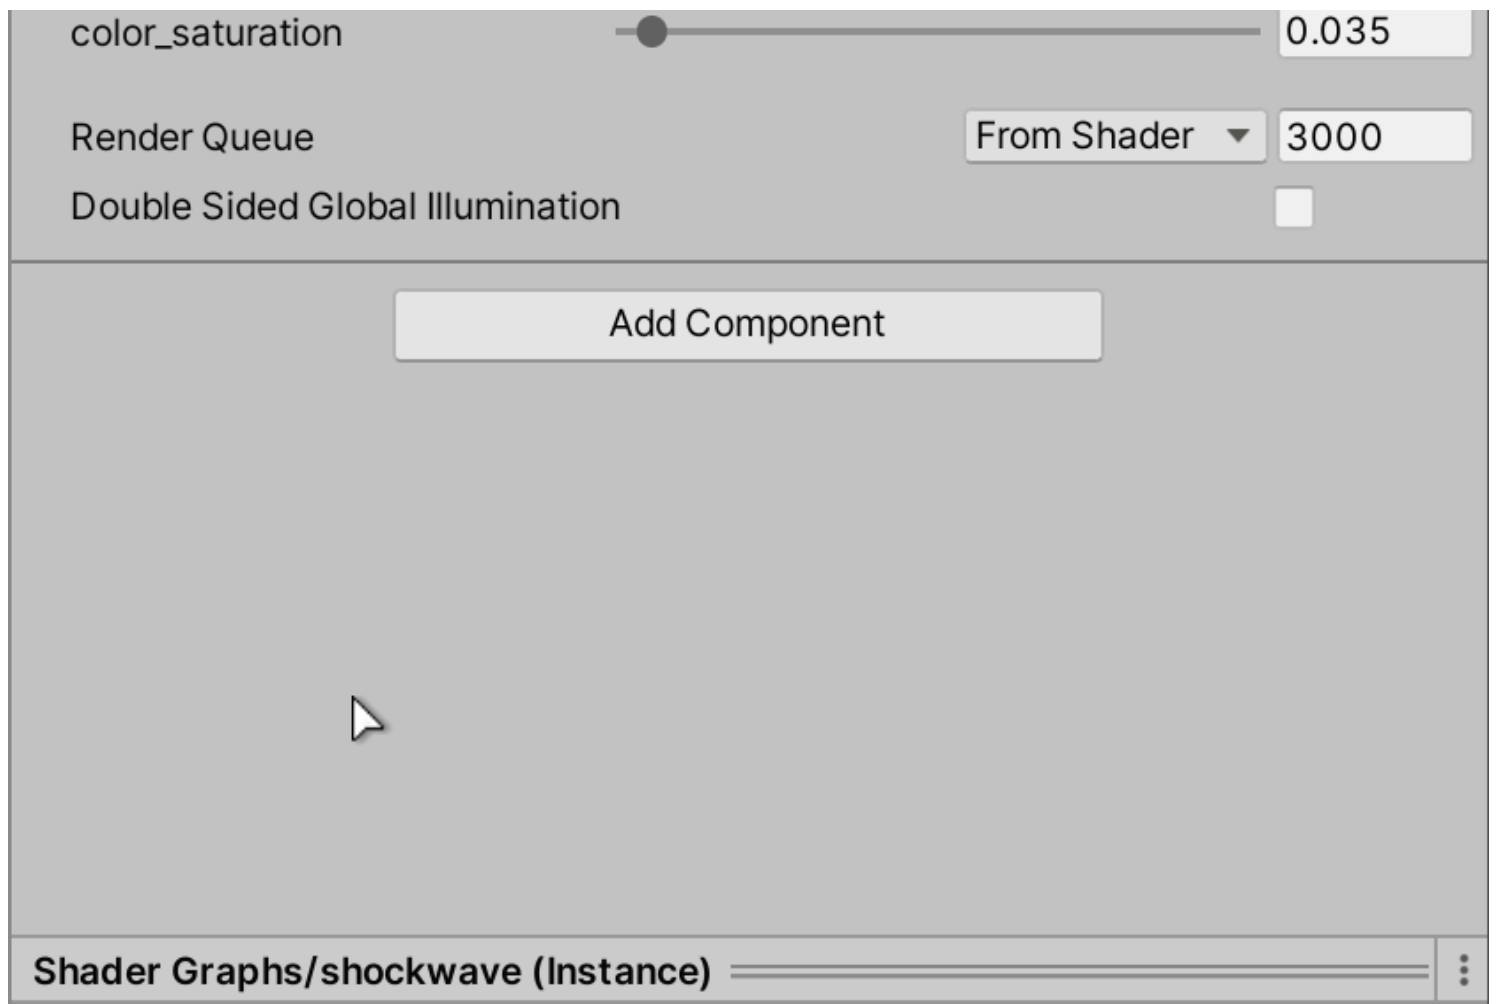 color_saturation 0.035
Render Queue From Shader 3000
Double Sided Global Illumination
Add Component
Shader Graphs/shockwave (Instance)